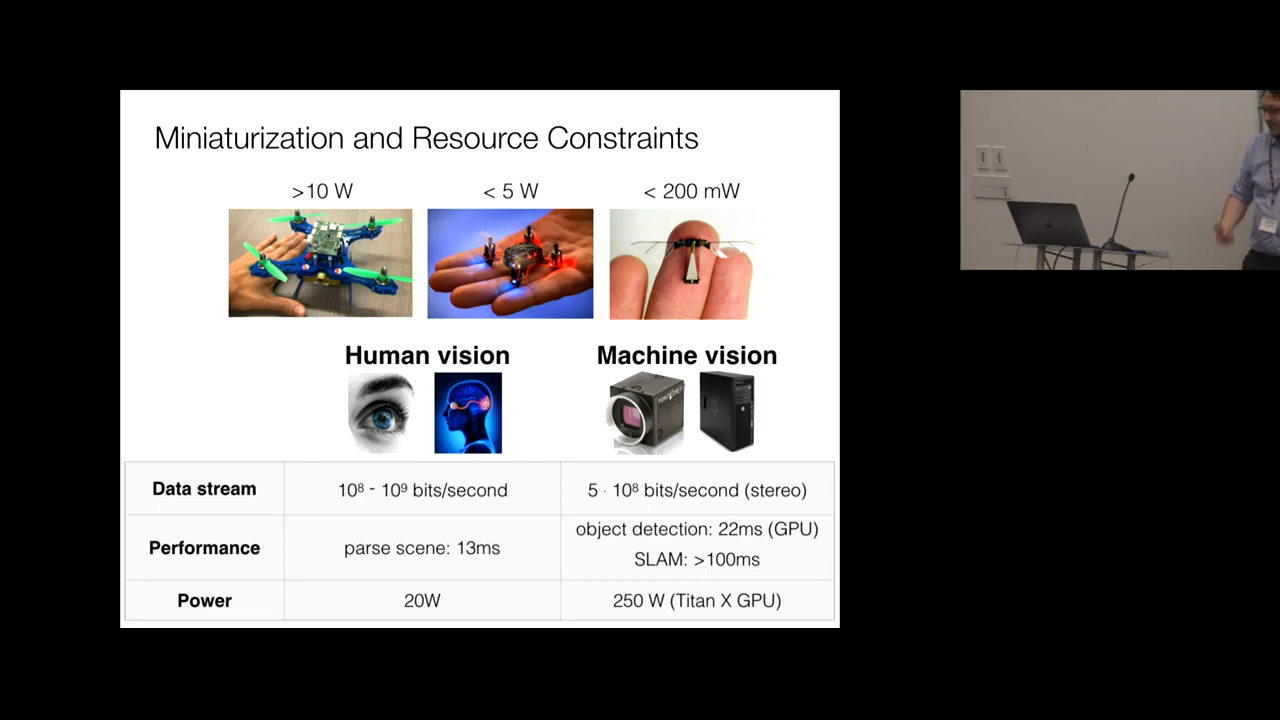 Miniaturization and Resource Constraints
>10 W
< 5 W
< 200 mW
Human vision
Machine vision
Data stream
10⁸ - 10⁹ bits/second
5 · 10⁸ bits/second (stereo)
Performance
parse scene: 13ms
object detection: 22ms (GPU)
SLAM: >100ms
Power
20W
250 W (Titan X GPU)